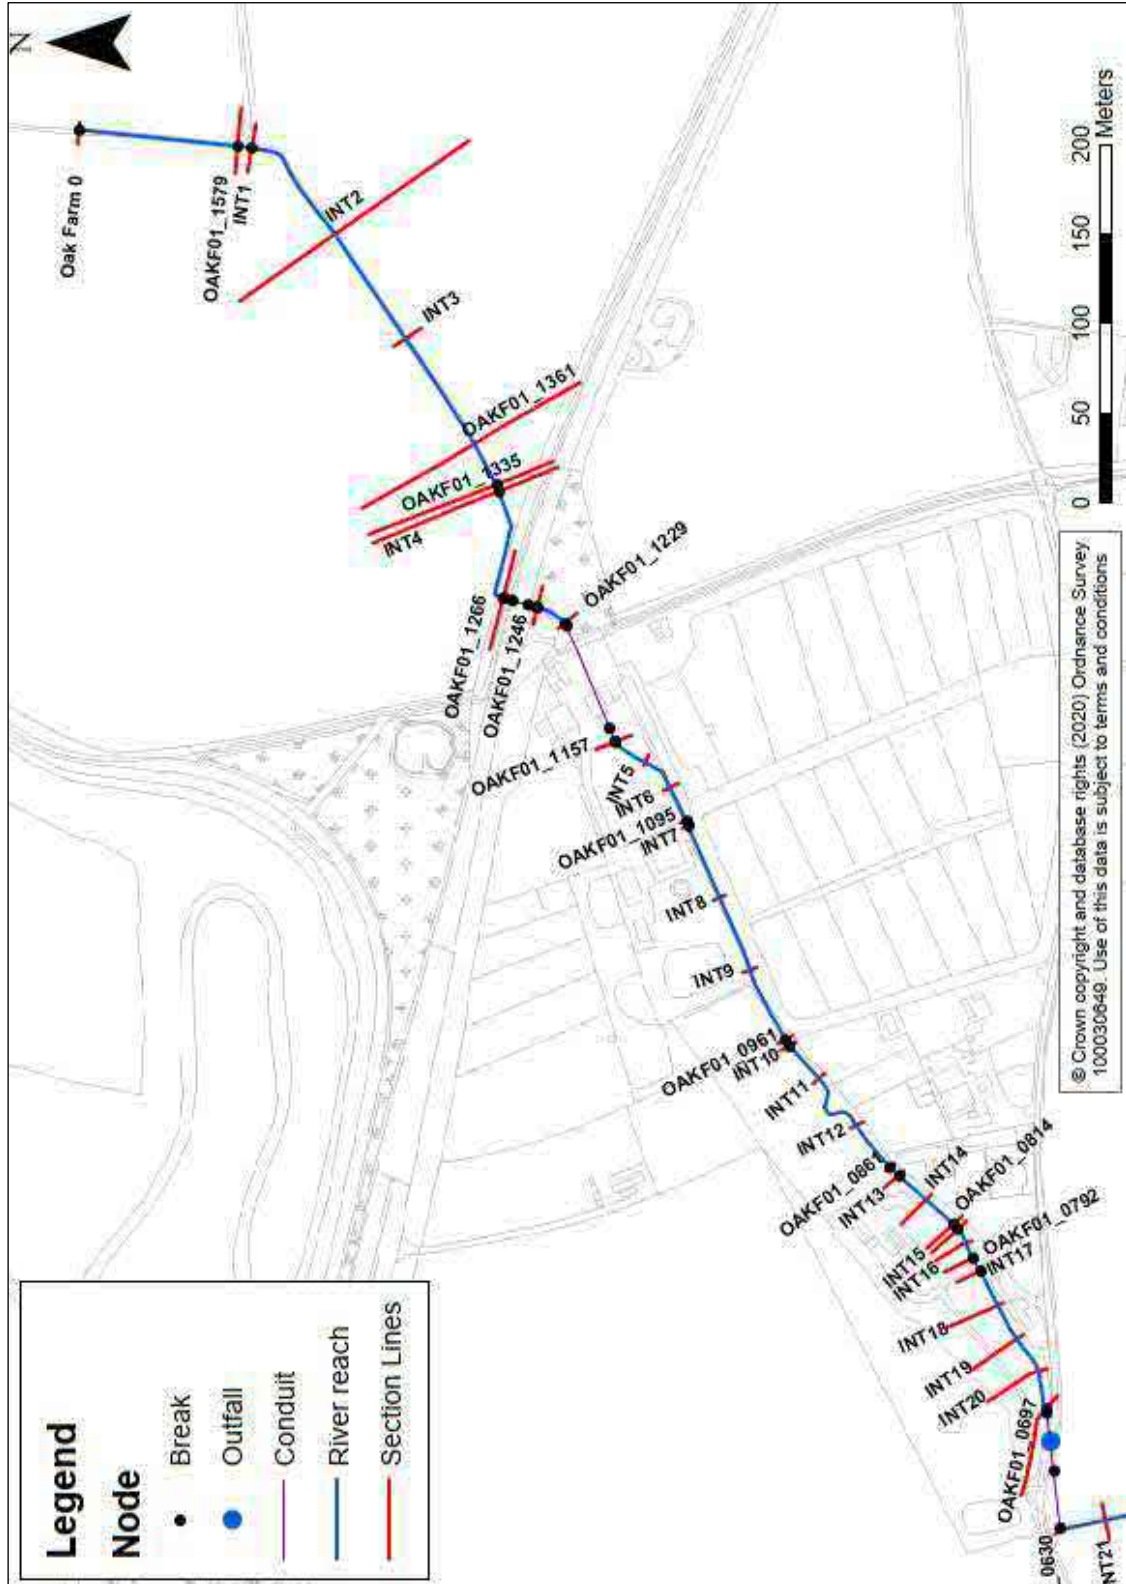 N
Oak Farm 0
OAKF01_1579
INT1
INT2
INT3
OAKF01_1361
OAKF01_1335
INT4
OAKF01_1266
OAKF01_1246
OAKF01_1229
OAKF01_1157
INT5
INT6
OAKF01_1095
INT7
INT8
INT9
OAKF01_0961
INT10
INT11
INT12
OAKF01_0861
INT13
INT14
OAKF01_0814
INT15
INT16
OAKF01_0792
INT17
INT18
INT19
INT20
OAKF01_0697
0630
INT21
Legend
Node
Break
Outfall
Conduit
River reach
Section Lines
0 50 100 150 200
Meters
© Crown copyright and database rights (2020) Ordnance Survey
100030649. Use of this data is subject to terms and conditions